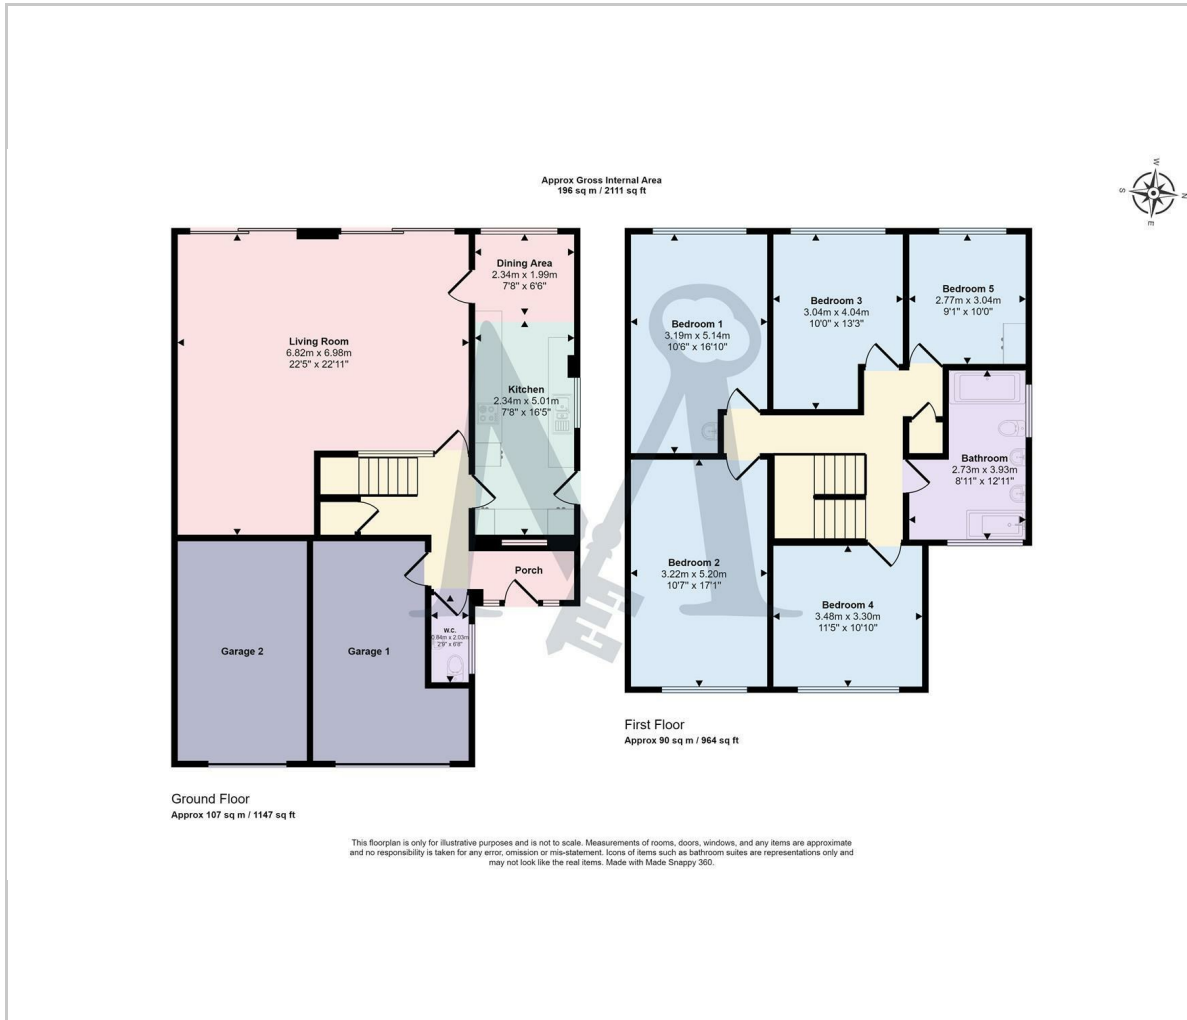 Approx Gross Internal Area
196 sq m / 2111 sq ft
W
S
N
E
Dining Area
2.34m x 1.99m
7'8" x 6'6"
Living Room
6.82m x 6.98m
22'5" x 22'11"
Kitchen
2.34m x 5.01m
7'8" x 16'5"
Porch
W.C.
0.84m x 2.03m
2'9" x 6'8"
Garage 2
Garage 1
Ground Floor
Approx 107 sq m / 1147 sq ft
Bedroom 1
3.19m x 5.14m
10'6" x 16'10"
Bedroom 3
3.04m x 4.04m
10'0" x 13'3"
Bedroom 5
2.77m x 3.04m
9'1" x 10'0"
Bathroom
2.73m x 3.93m
8'11" x 12'11"
Bedroom 2
3.22m x 5.20m
10'7" x 17'1"
Bedroom 4
3.48m x 3.30m
11'5" x 10'10"
First Floor
Approx 90 sq m / 964 sq ft
This floorplan is only for illustrative purposes and is not to scale. Measurements of rooms, doors, windows, and any items are approximate
and no responsibility is taken for any error, omission or mis-statement. Icons of items such as bathroom suites are representations only and
may not look like the real items. Made with Made Snappy 360.